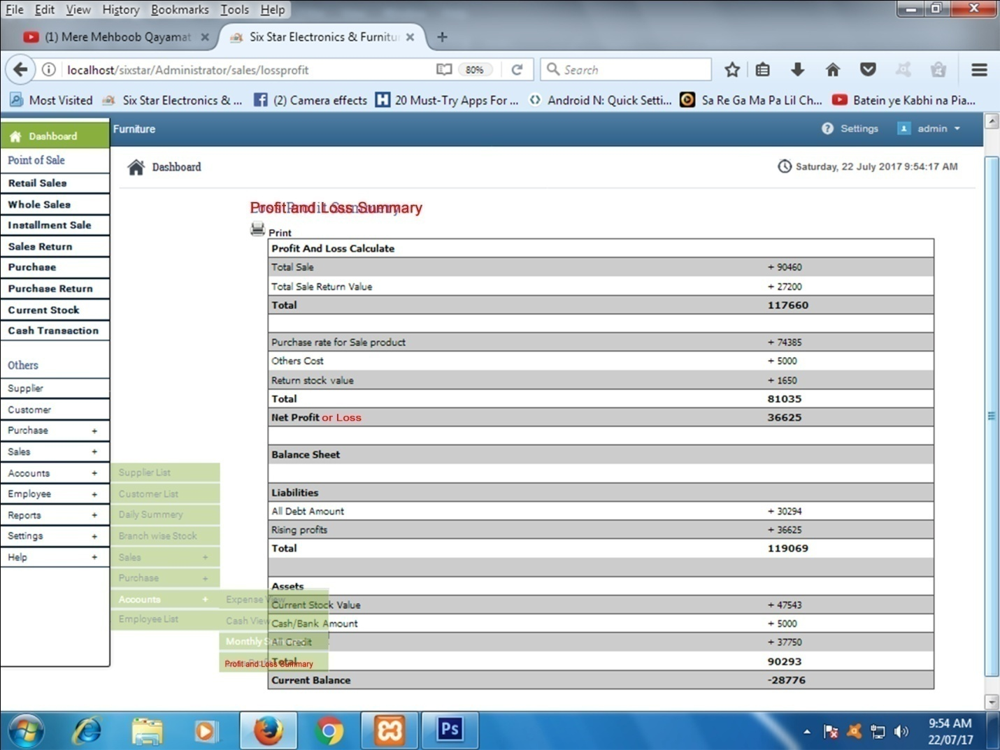 File Edit View History Bookmarks Tools Help
(1) Mere Mehboob Qayamat
Six Star Electronics & Furnitu
localhost/sixstar/Administrator/sales/lossprofit
80%
Search
Most Visited
Six Star Electronics & ...
(2) Camera effects
20 Must-Try Apps For ...
Android N: Quick Setti...
Sa Re Ga Ma Pa Lil Ch...
Batein ye Kabhi na Pia...
Dashboard
Furniture
Settings
admin
Point of Sale
Retail Sales
Whole Sales
Installment Sale
Sales Return
Purchase
Purchase Return
Current Stock
Cash Transaction
Others
Supplier
Customer
Purchase +
Sales +
Accounts +
Employee +
Reports +
Settings +
Help +
Supplier List
Customer List
Daily Summery
Branch wise Stock
Sales +
Purchase +
Accounts +
Employee List
Expense View
Cash View
Monthly
Profit and Loss Summary
Dashboard
Saturday, 22 July 2017 9:54:17 AM
Profit and Loss Summary
Print
Profit And Loss Calculate
Total Sale + 90460
Total Sale Return Value + 27200
Total 117660
Purchase rate for Sale product + 74385
Others Cost + 5000
Return stock value + 1650
Total 81035
Net Profit or Loss 36625
Balance Sheet
Liabilities
All Debt Amount + 30294
Rising profits + 36625
Total 119069
Assets
Current Stock Value + 47543
Cash/Bank Amount + 5000
All Credit + 37750
Total 90293
Current Balance -28776
Ps
9:54 AM
22/07/17